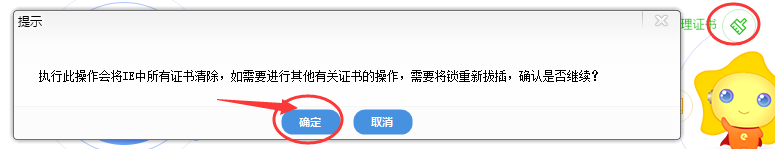 提示
理证书
执行此操作会将IE中所有证书清除，如需要进行其他有关证书的操作，需要将锁重新拔插，确认是否继续？
确定
取消